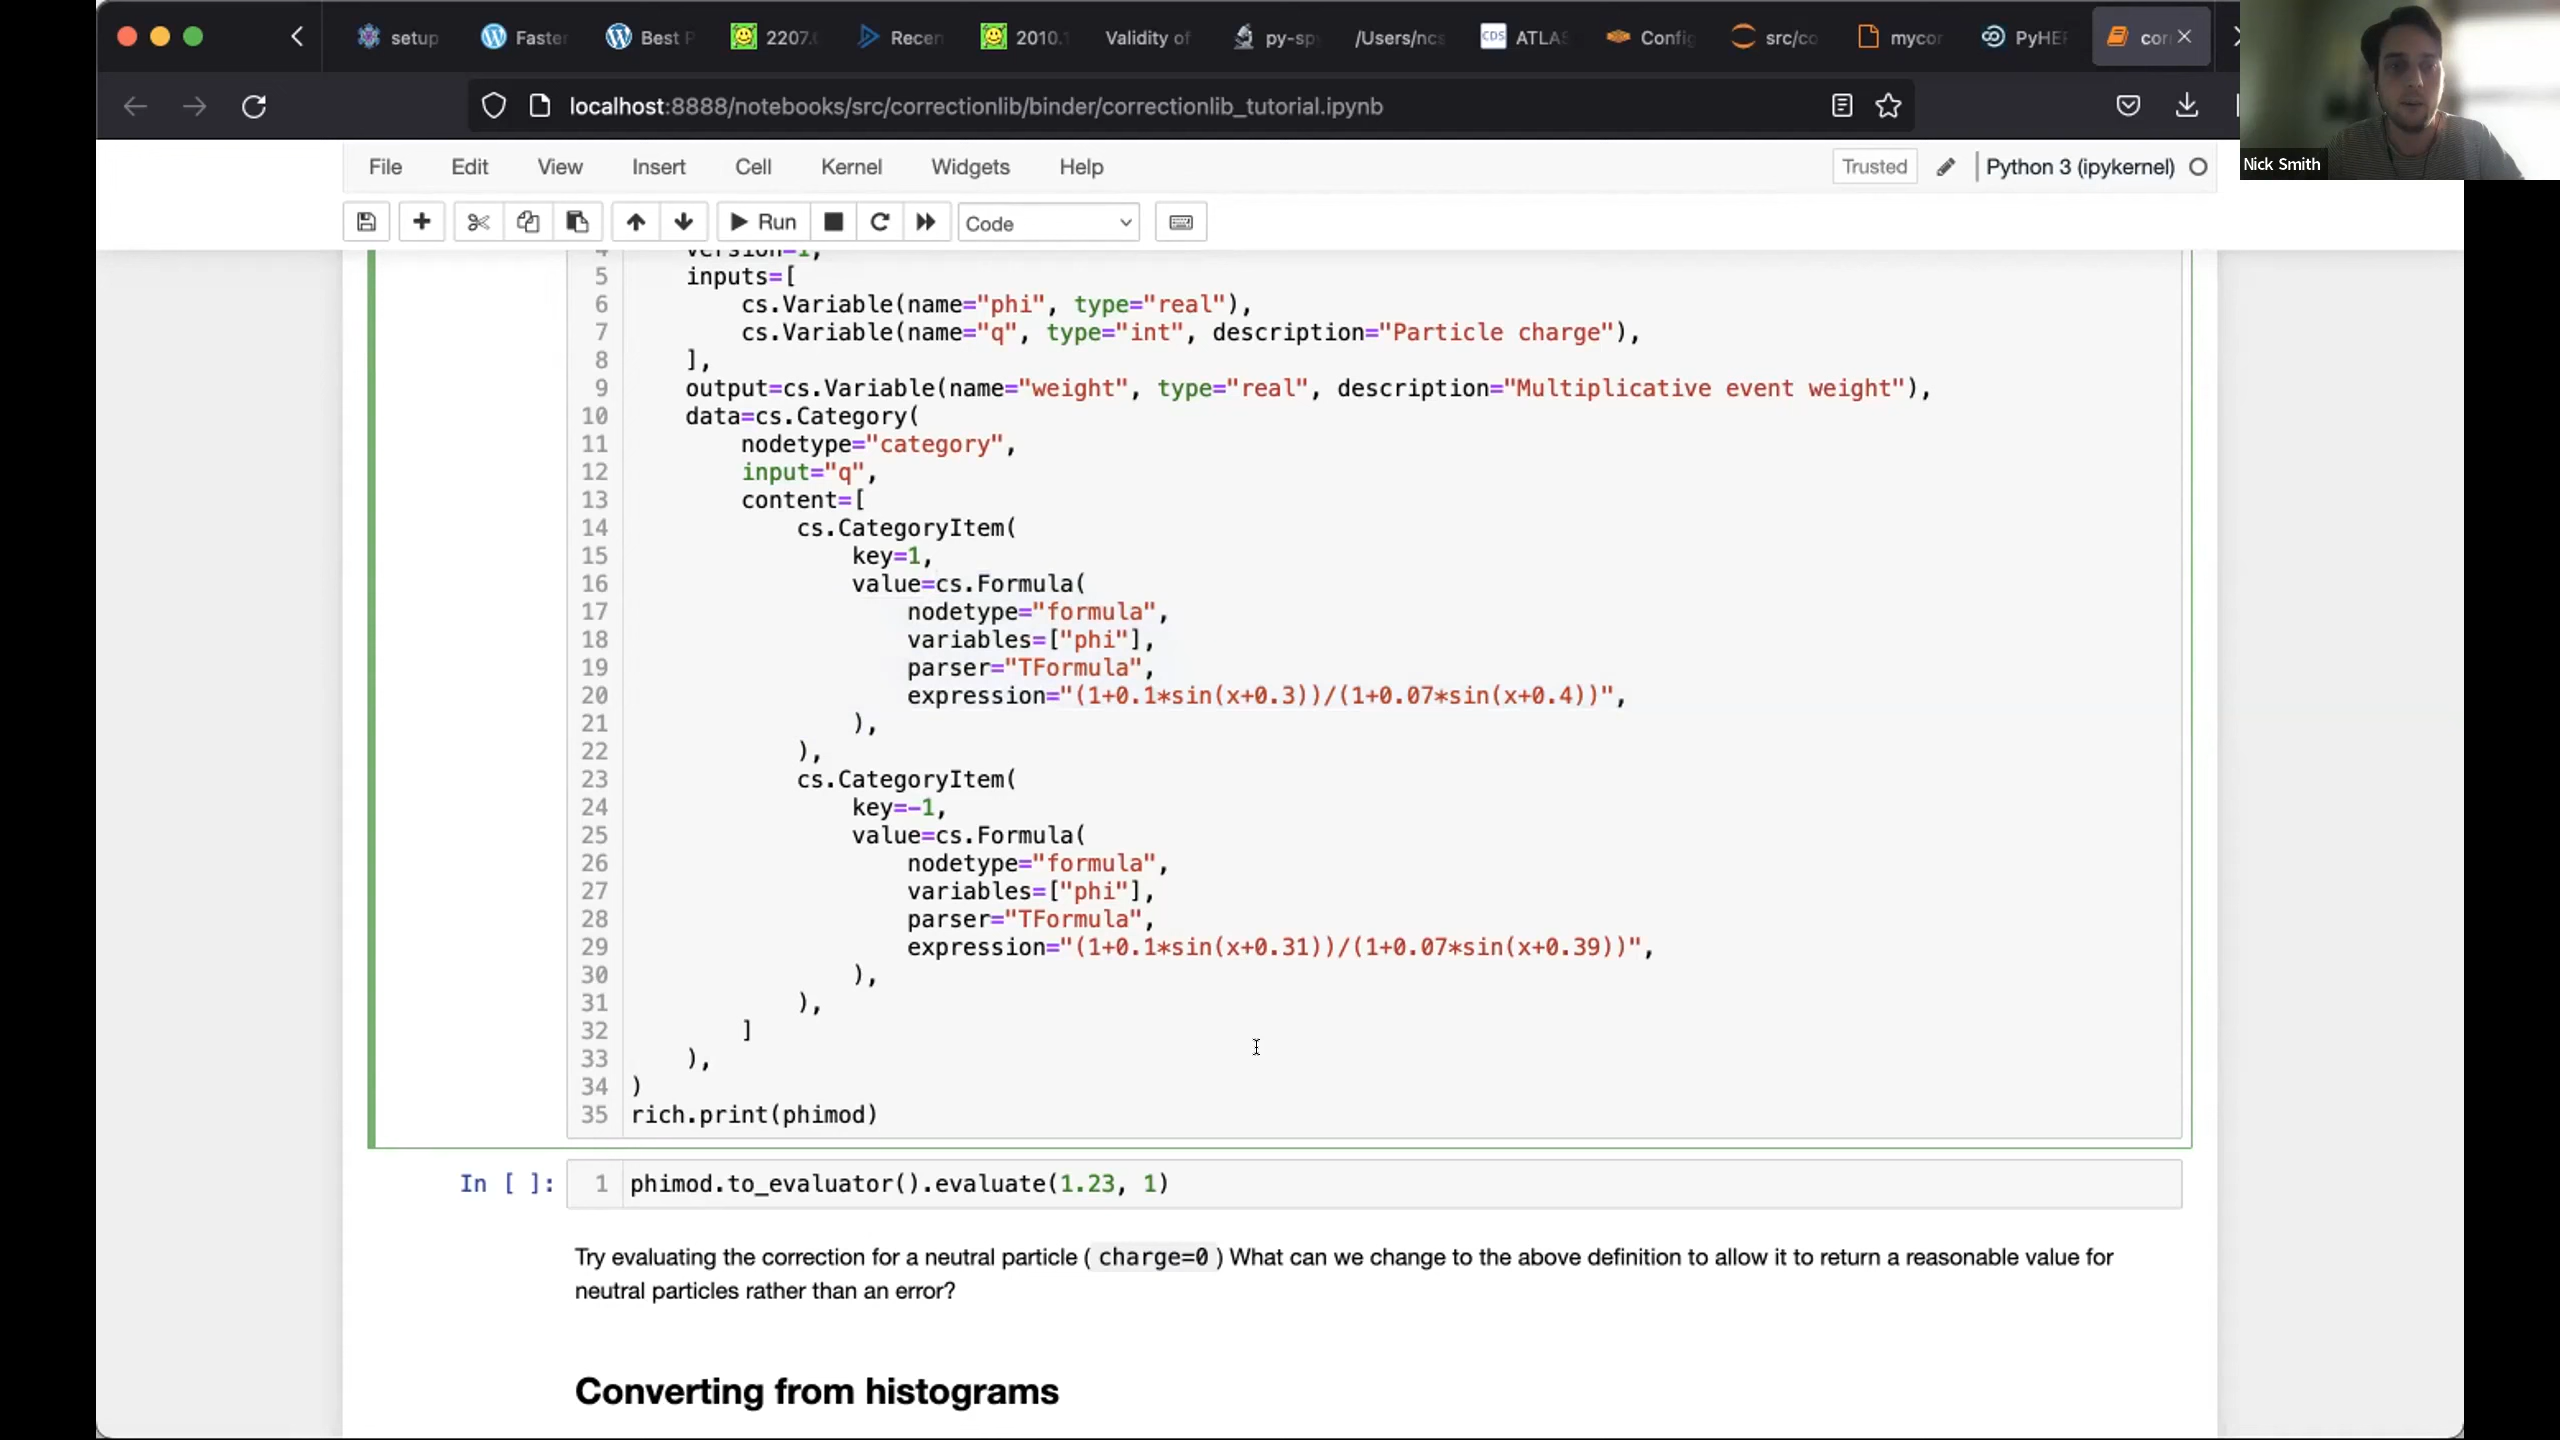 setup
Faster
Best P
2207.
Recen
2010.1
Validity of
py-spy
/Users/ncs
CDS
ATLAS
Config
src/co
mycor
PyHEP
cor
localhost:8888/notebooks/src/correctionlib/binder/correctionlib_tutorial.ipynb
Nick Smith
File Edit View Insert Cell Kernel Widgets Help
Trusted
Python 3 (ipykernel)
Run
Code
4 version=1,
5 inputs=[
6 cs.Variable(name="phi", type="real"),
7 cs.Variable(name="q", type="int", description="Particle charge"),
8 ],
9 output=cs.Variable(name="weight", type="real", description="Multiplicative event weight"),
10 data=cs.Category(
11 nodetype="category",
12 input="q",
13 content=[
14 cs.CategoryItem(
15 key=1,
16 value=cs.Formula(
17 nodetype="formula",
18 variables=["phi"],
19 parser="TFormula",
20 expression="(1+0.1*sin(x+0.3))/(1+0.07*sin(x+0.4))",
21 ),
22 ),
23 cs.CategoryItem(
24 key=-1,
25 value=cs.Formula(
26 nodetype="formula",
27 variables=["phi"],
28 parser="TFormula",
29 expression="(1+0.1*sin(x+0.31))/(1+0.07*sin(x+0.39))",
30 ),
31 ),
32 ]
33 ),
34 )
35 rich.print(phimod)
In [ ]: 1 phimod.to_evaluator().evaluate(1.23, 1)
Try evaluating the correction for a neutral particle ( charge=0 ) What can we change to the above definition to allow it to return a reasonable value for
neutral particles rather than an error?
Converting from histograms